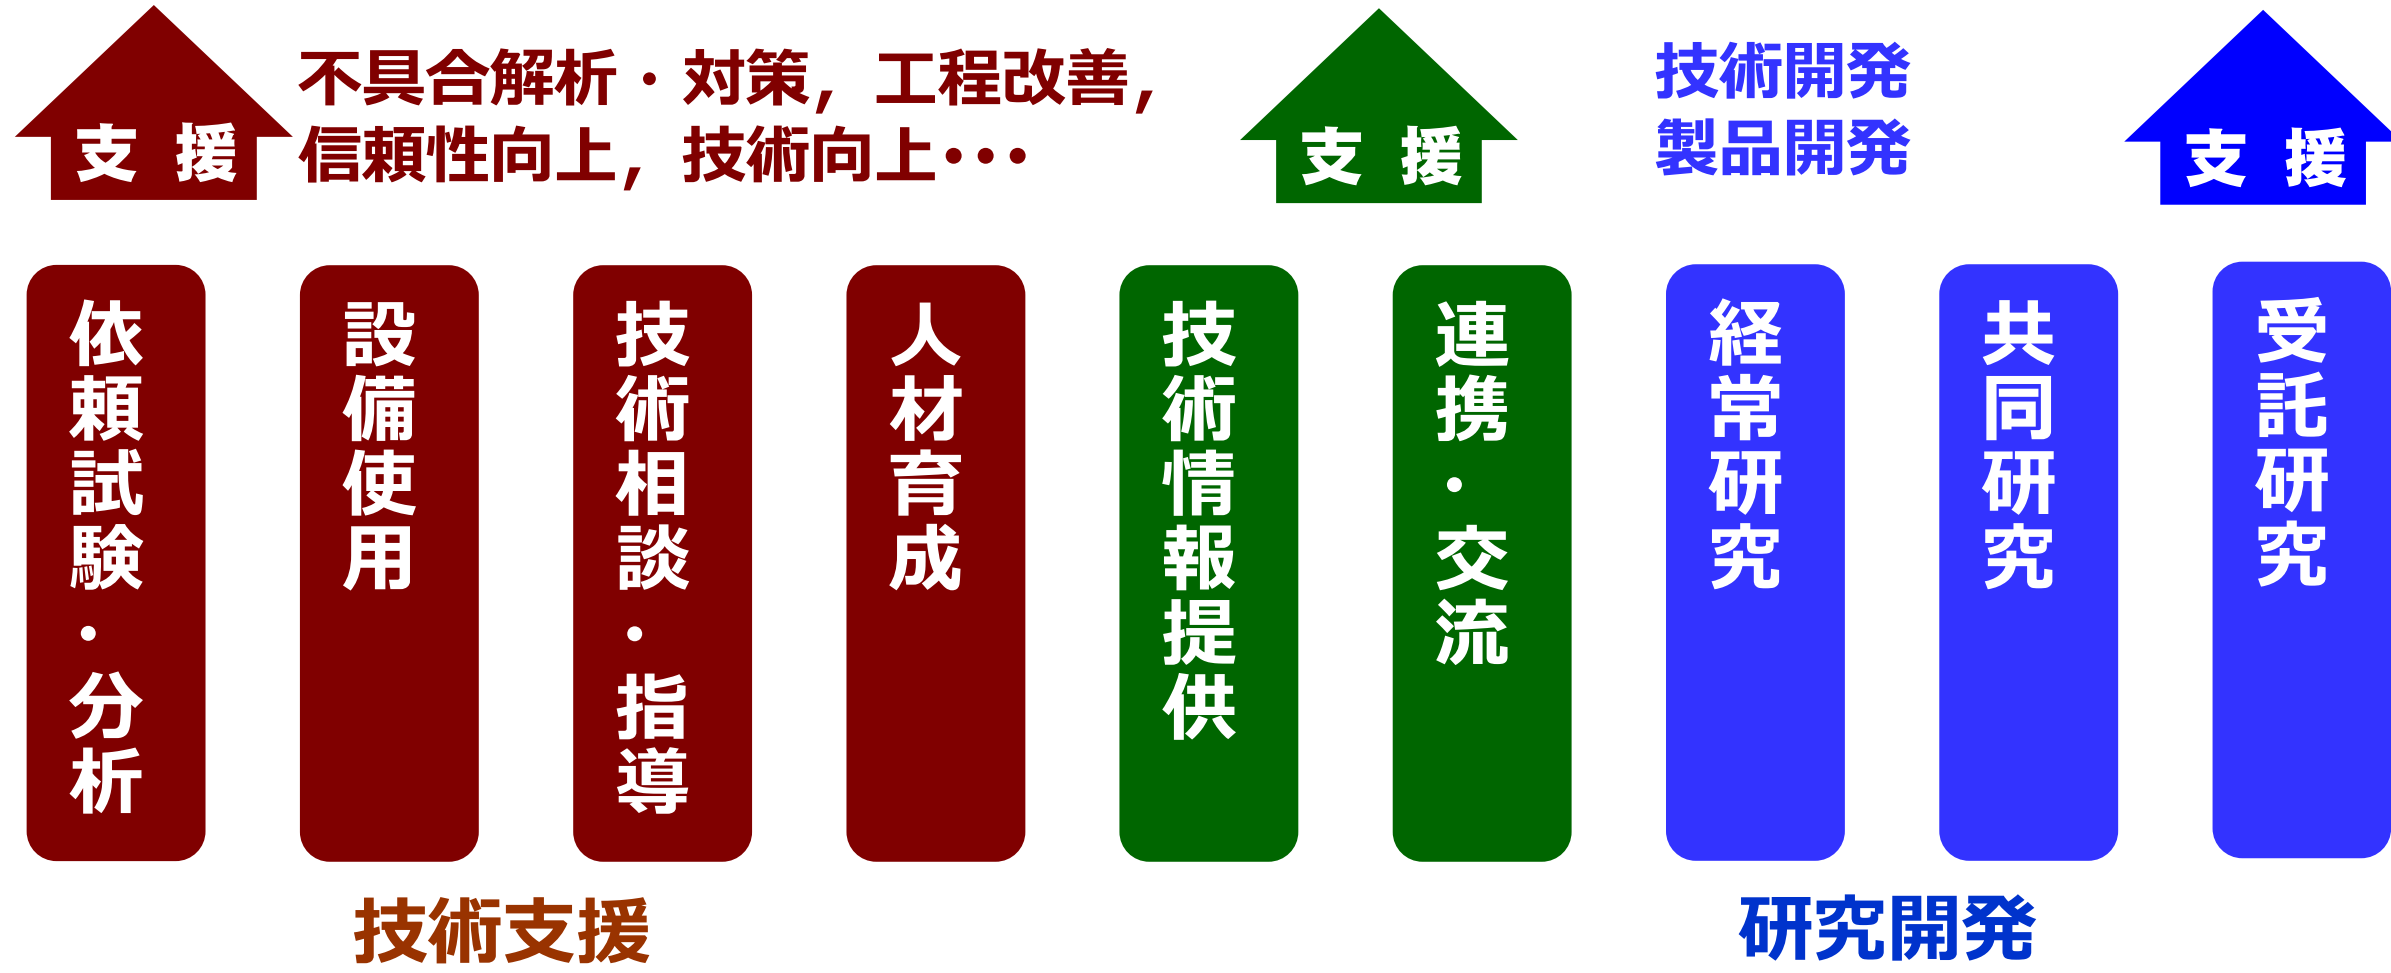 支 援
不具合解析・対策，工程改善，
信頼性向上，技術向上・・・
支 援
技術開発
製品開発
支 援
依頼試験・分析
設備使用
技術相談・指導
人材育成
技術情報提供
連携・交流
経常研究
共同研究
受託研究
技術支援
研究開発